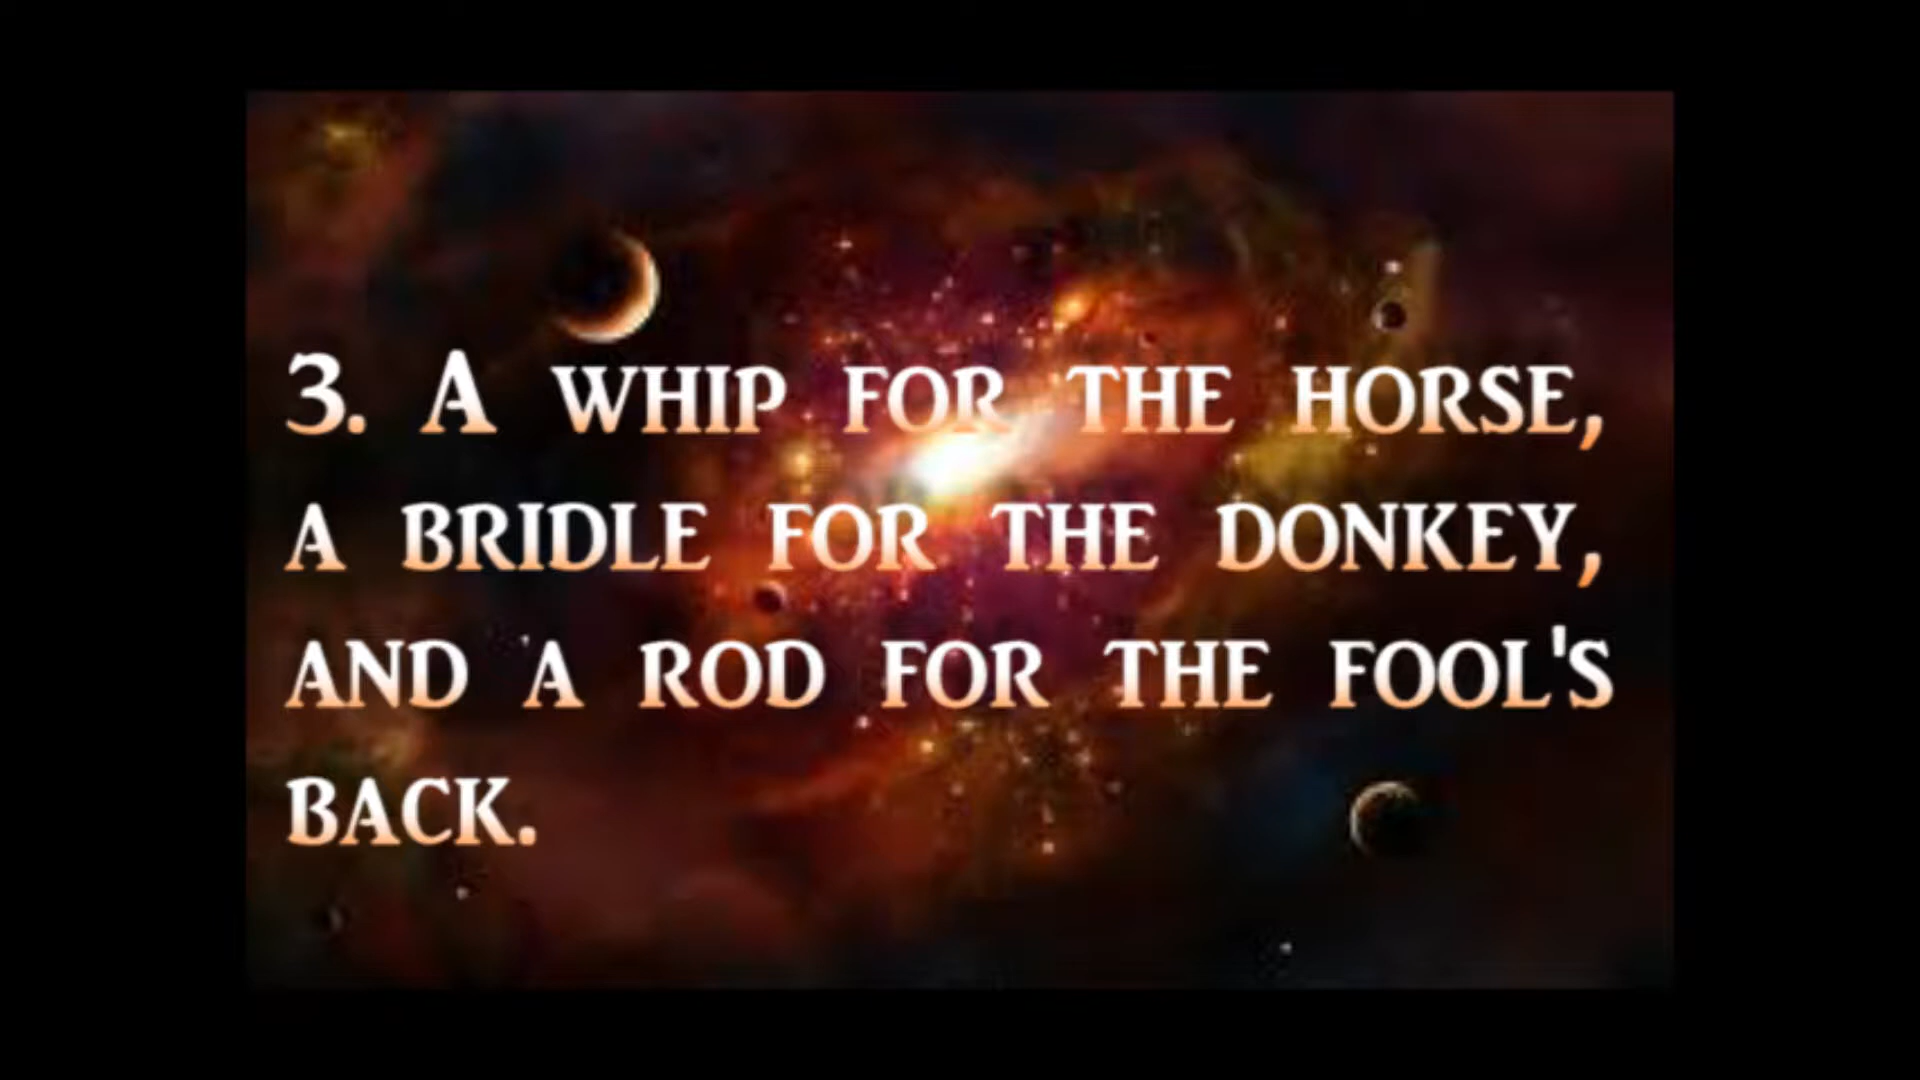 3. A WHIP FOR THE HORSE,
A BRIDLE FOR THE DONKEY,
AND A ROD FOR THE FOOL'S
BACK.